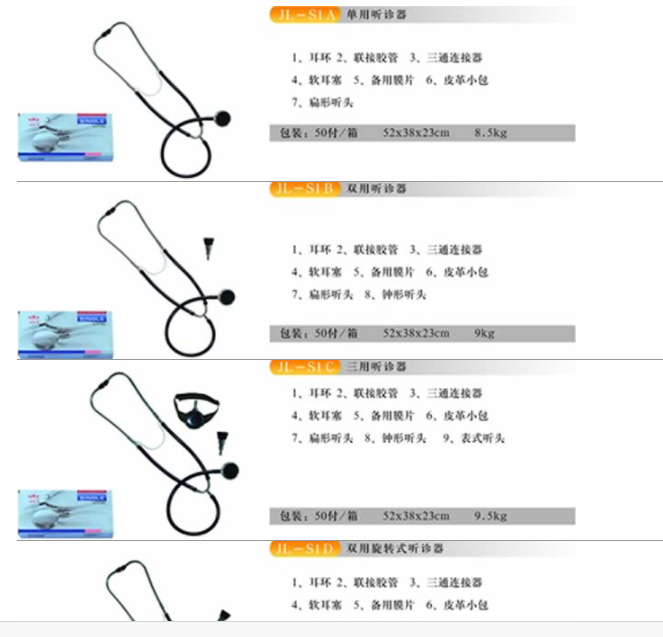 JL-S1A 单用听诊器
1、耳环 2、联接胶管 3、三通连接器
4、软耳塞 5、备用膜片 6、皮革小包
7、扁形听头
包装：50付/箱 52x38x23cm 8.5kg
JL-S1B 双用听诊器
1、耳环 2、联接胶管 3、三通连接器
4、软耳塞 5、备用膜片 6、皮革小包
7、扁形听头 8、钟形听头
包装：50付/箱 52x38x23cm 9kg
JL-S1C 三用听诊器
1、耳环 2、联接胶管 3、三通连接器
4、软耳塞 5、备用膜片 6、皮革小包
7、扁形听头 8、钟形听头 9、表式听头
包装：50付/箱 52x38x23cm 9.5kg
JL-S1D 双用旋转式听诊器
1、耳环 2、联接胶管 3、三通连接器
4、软耳塞 5、备用膜片 6、皮革小包